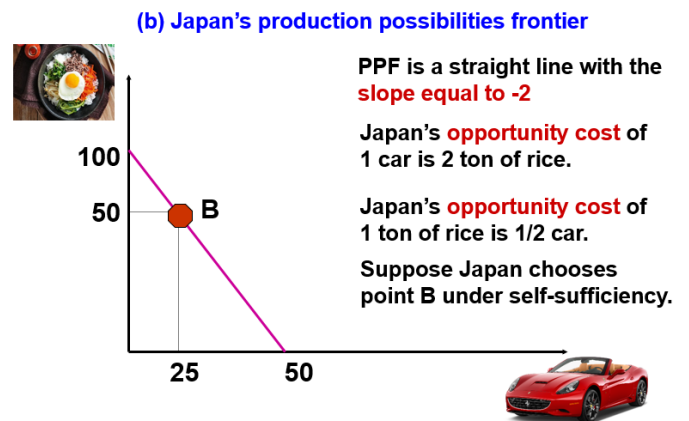 (b) Japan's production possibilities frontier
PPF is a straight line with the
slope equal to -2
Japan's opportunity cost of
1 car is 2 ton of rice.
Japan's opportunity cost of
1 ton of rice is 1/2 car.
Suppose Japan chooses
point B under self-sufficiency.
100
50
B
25
50